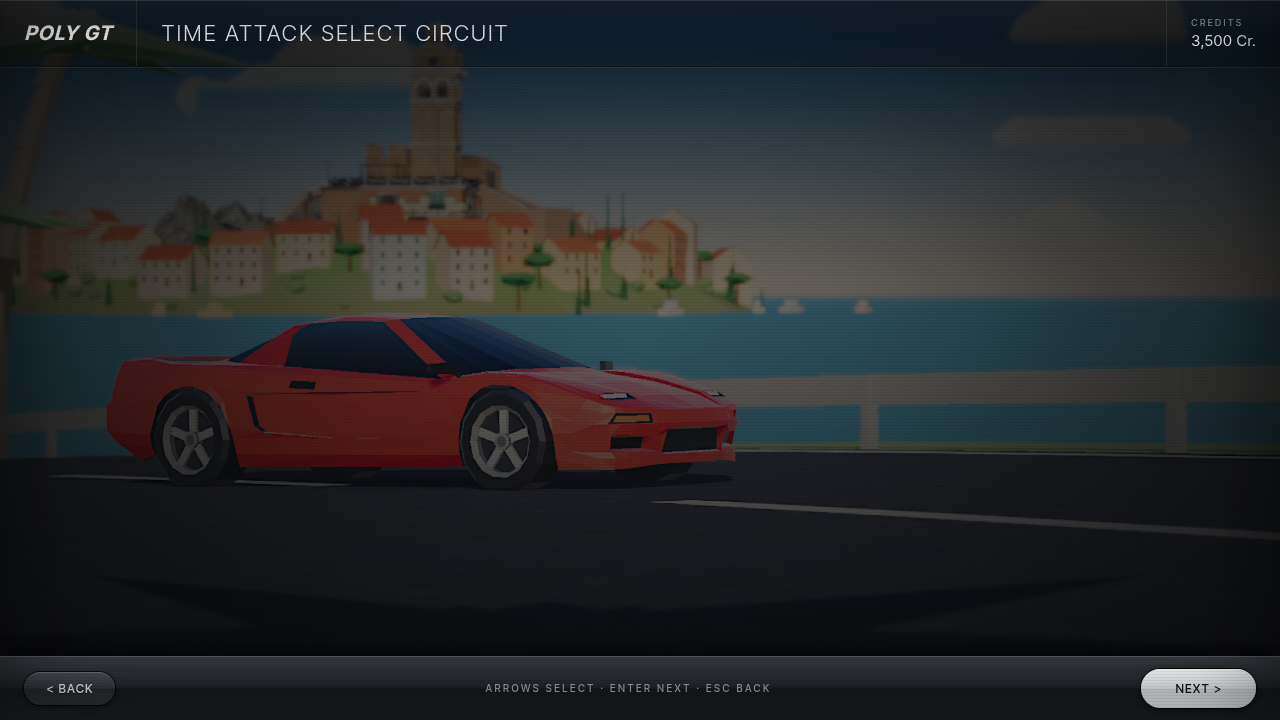 POLY GT
TIME ATTACK SELECT CIRCUIT
CREDITS
3,500 Cr.
< BACK
ARROWS SELECT · ENTER NEXT · ESC BACK
NEXT >